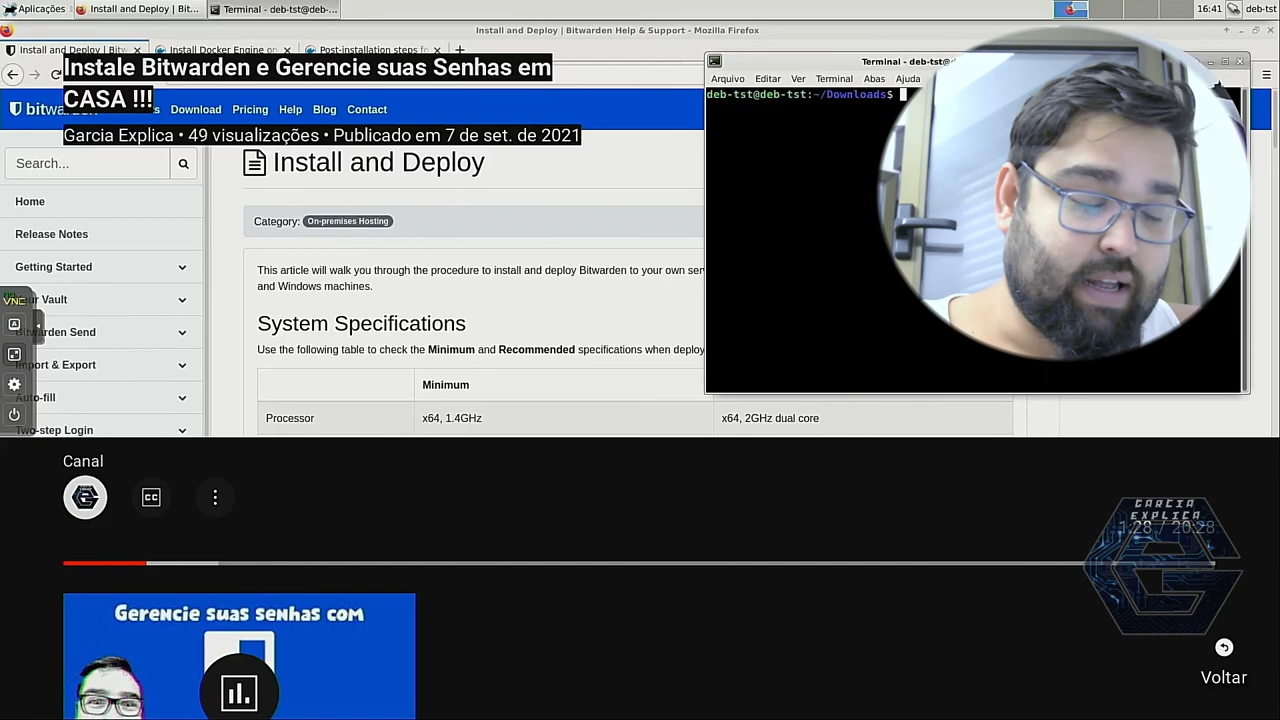 Aplicações
Install and Deploy | Bit...
Terminal - deb-tst@deb-...
16:41
deb-tst
Install and Deploy | Bitwarden Help & Support - Mozilla Firefox
Install and Deploy | Bitw
Install Docker Engine on
Post-installation steps fo
Instale Bitwarden e Gerencie suas Senhas em
CASA !!!
Garcia Explica • 49 visualizações • Publicado em 7 de set. de 2021
Download Pricing Help Blog Contact
Search...
Home
Release Notes
Getting Started
Vault
Bitwarden Send
Import & Export
Auto-fill
Two-step Login
VNC
Install and Deploy
Category: On-premises Hosting
This article will walk you through the procedure to install and deploy Bitwarden to your own
and Windows machines.
System Specifications
Use the following table to check the Minimum and Recommended specifications when deploy
Minimum
Processor x64, 1.4GHz x64, 2GHz dual core
Terminal - deb-tst@d
Arquivo Editar Ver Terminal Abas Ajuda
deb-tst@deb-tst:~/Downloads$
Canal
CC
GARCIA
EXPLICA
1:28 / 20:28
Gerencie suas senhas com
Voltar